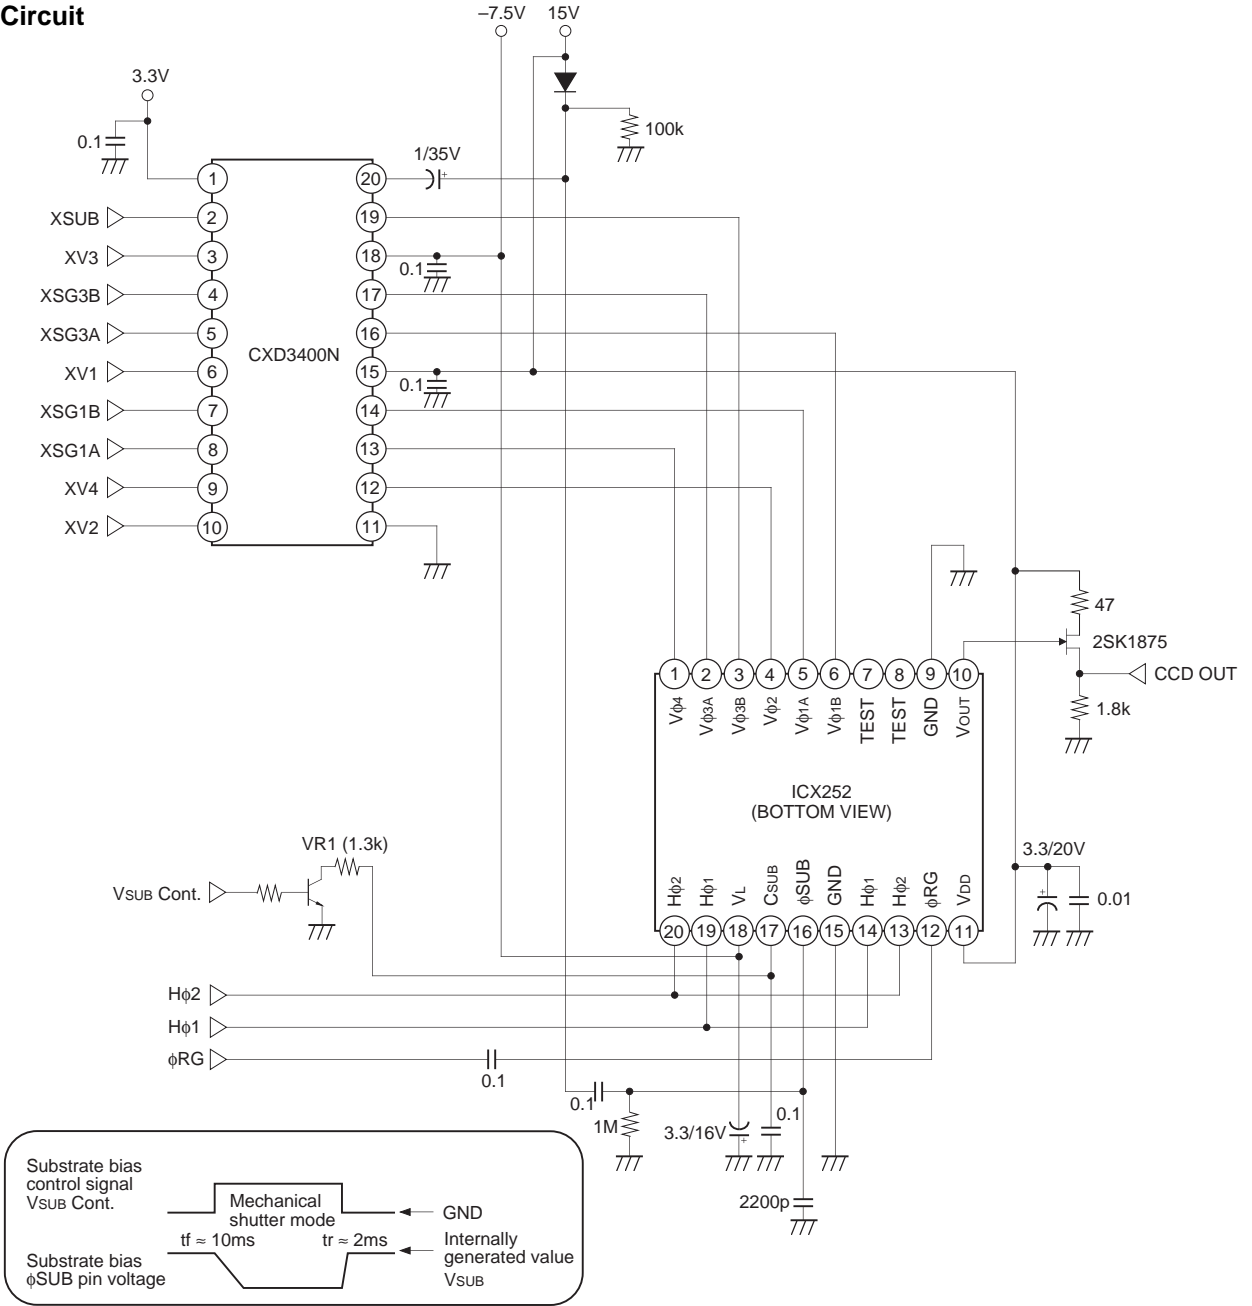 Circuit
–7.5V 15V
3.3V
0.1
100k
1/35V
1
20
XSUB
2
19
XV3
3
18
0.1
XSG3B
4
17
XSG3A
5
16
CXD3400N
XV1
6
15
0.1
XSG1B
7
14
XSG1A
8
13
XV4
9
12
XV2
10
11
47
2SK1875
CCD OUT
1.8k
1 2 3 4 5 6 7 8 9 10
Vϕ4
Vϕ3A
Vϕ3B
Vϕ2
Vϕ1A
Vϕ1B
TEST
TEST
GND
VOUT
ICX252
(BOTTOM VIEW)
Hϕ2
Hϕ1
VL
CSUB
ϕSUB
GND
Hϕ1
Hϕ2
ϕRG
VDD
20 19 18 17 16 15 14 13 12 11
3.3/20V
+
0.01
VR1 (1.3k)
VSUB Cont.
Hϕ2
Hϕ1
ϕRG
0.1
0.1
1M
3.3/16V
+
0.1
2200p
Substrate bias
control signal
VSUB Cont.
Mechanical
shutter mode
GND
tf ≈ 10ms
tr ≈ 2ms
Internally
generated value
VSUB
Substrate bias
ϕSUB pin voltage